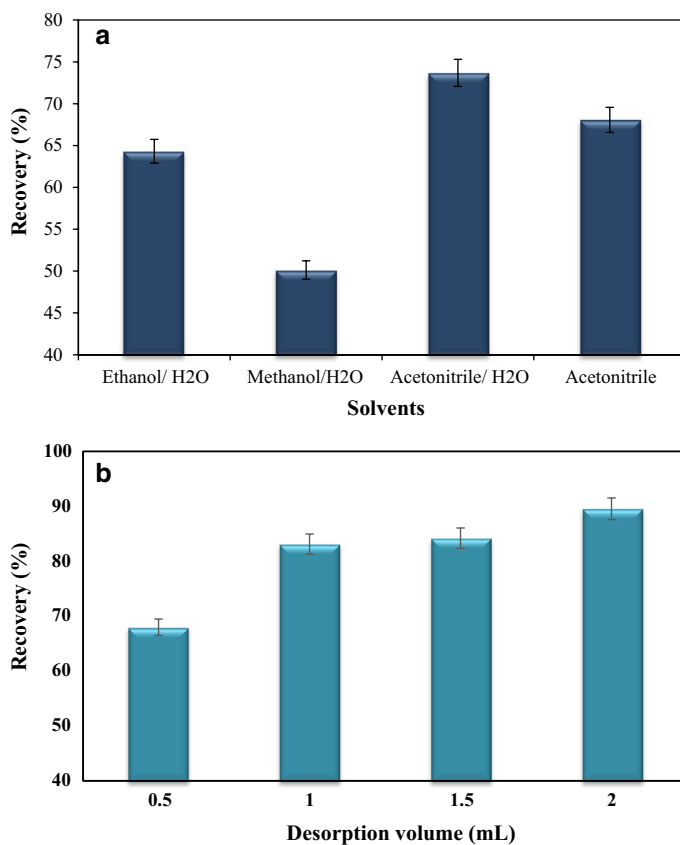 a
80
75
70
65
60
55
50
45
40
Recovery (%)
Ethanol/ H2O Methanol/H2O Acetonitrile/ H2O Acetonitrile
Solvents
b
100
90
80
70
60
50
40
Recovery (%)
0.5 1 1.5 2
Desorption volume (mL)